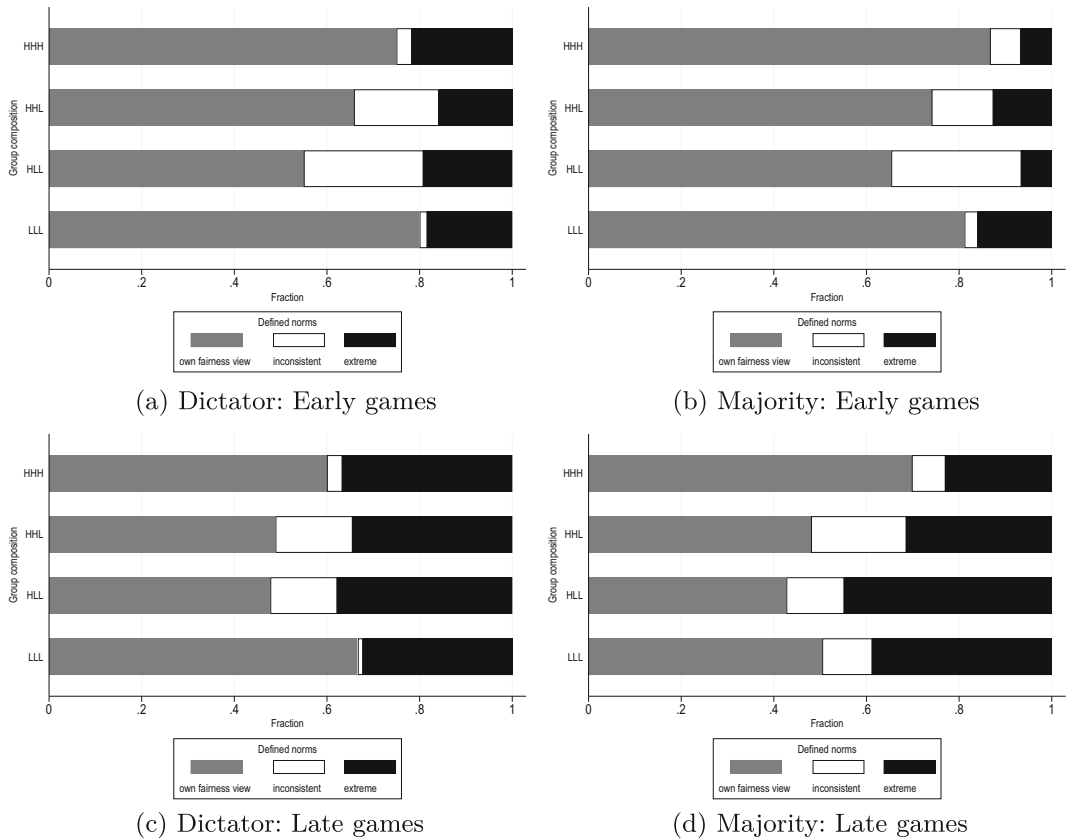 HHH
HHL
HLL
LLL
Group composition
0 .2 .4 .6 .8 1
Fraction
Defined norms
own fairness view inconsistent extreme
(a) Dictator: Early games
HHH
HHL
HLL
LLL
Group composition
0 .2 .4 .6 .8 1
Fraction
Defined norms
own fairness view inconsistent extreme
(b) Majority: Early games
HHH
HHL
HLL
LLL
Group composition
0 .2 .4 .6 .8 1
Fraction
Defined norms
own fairness view inconsistent extreme
(c) Dictator: Late games
HHH
HHL
HLL
LLL
Group composition
0 .2 .4 .6 .8 1
Fraction
Defined norms
own fairness view inconsistent extreme
(d) Majority: Late games